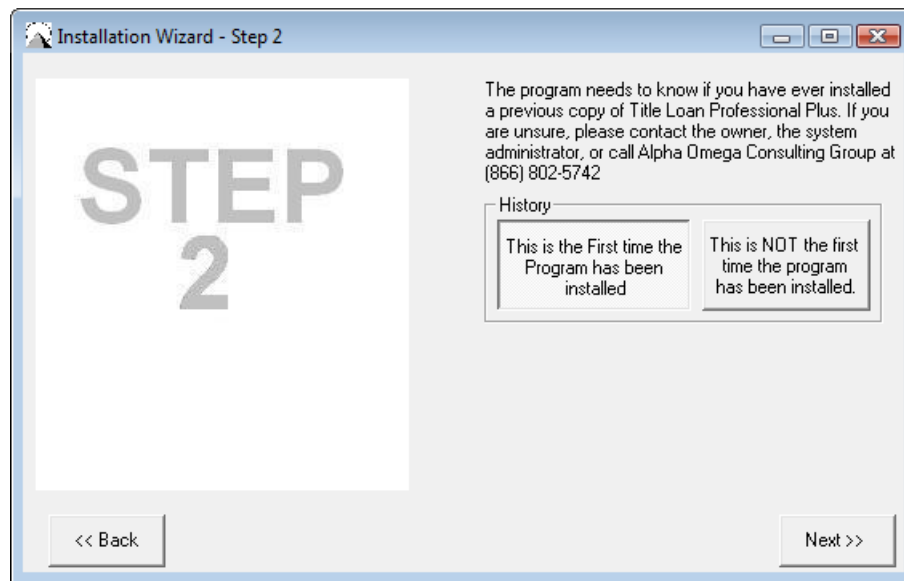 Installation Wizard - Step 2
STEP
2
The program needs to know if you have ever installed
a previous copy of Title Loan Professional Plus. If you
are unsure, please contact the owner, the system
administrator, or call Alpha Omega Consulting Group at
(866) 802-5742
History
This is the First time the
Program has been
installed
This is NOT the first
time the program
has been installed.
<< Back
Next >>